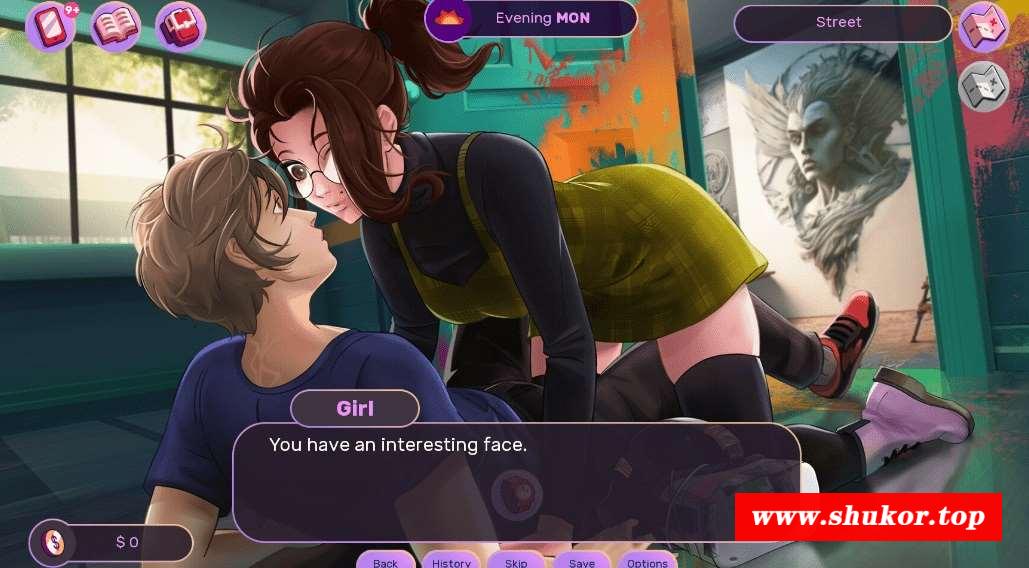 9+
Evening MON
Street
Girl
You have an interesting face.
www.shukor.top
$ 0
Back
History
Skip
Save
Options